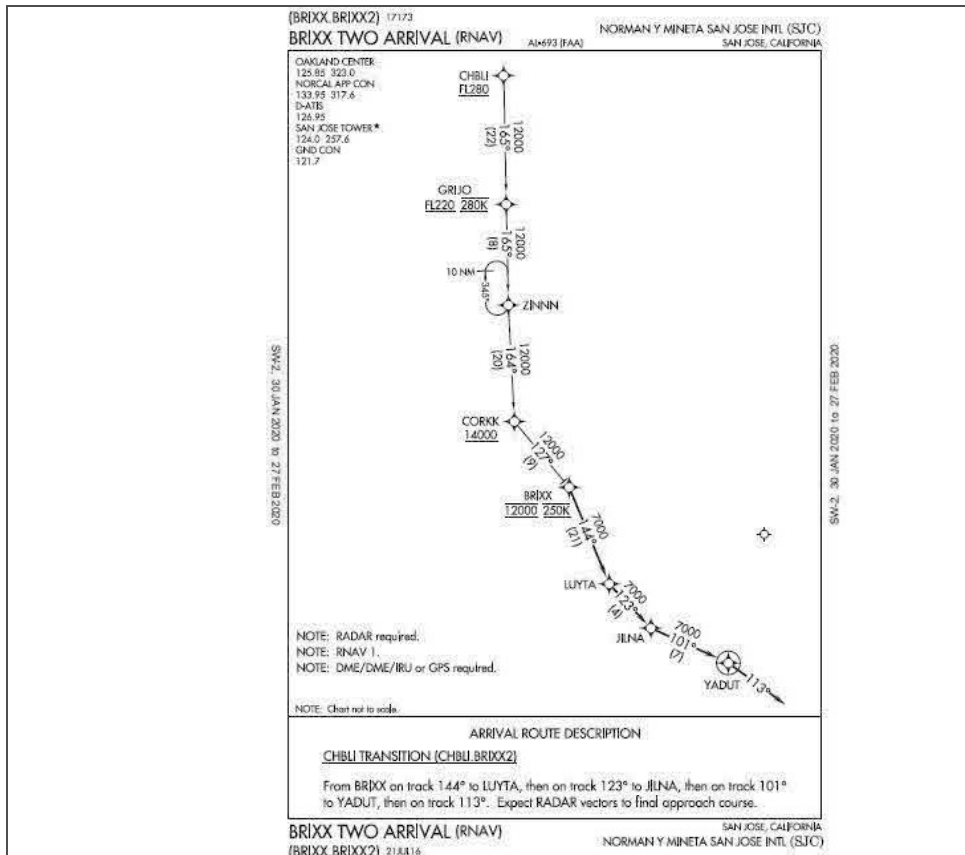 (BRIXX.BRIXX2) 17173
BRIXX TWO ARRIVAL (RNAV)
AL-693 (FAA)
NORMAN Y MINETA SAN JOSE INTL (SJC)
SAN JOSE, CALIFORNIA
OAKLAND CENTER
125.85 323.0
NORCAL APP CON
133.95 317.6
D-ATIS
126.95
SAN JOSE TOWER★
124.0 257.6
GND CON
121.7
CHBLI
FL280
12000
165°
(22)
GRIJO
FL220 280K
12000
165°
(8)
10 NM
345°
ZINNN
12000
164°
(20)
CORKK
14000
12000
127°
(9)
BRIXX
12000 250K
7000
144°
(21)
LUYTA
7000
123°
(4)
JILNA
7000
101°
(7)
YADUT
113°
SW-2, 30 JAN 2020 to 27 FEB 2020
SW-2, 30 JAN 2020 to 27 FEB 2020
NOTE: RADAR required.
NOTE: RNAV 1.
NOTE: DME/DME/IRU or GPS required.
NOTE: Chart not to scale.
ARRIVAL ROUTE DESCRIPTION
CHBLI TRANSITION (CHBLI.BRIXX2)
From BRIXX on track 144° to LUYTA, then on track 123° to JILNA, then on track 101°
to YADUT, then on track 113°. Expect RADAR vectors to final approach course.
BRIXX TWO ARRIVAL (RNAV)
(BRIXX.BRIXX2) 21JUL16
SAN JOSE, CALIFORNIA
NORMAN Y MINETA SAN JOSE INTL (SJC)